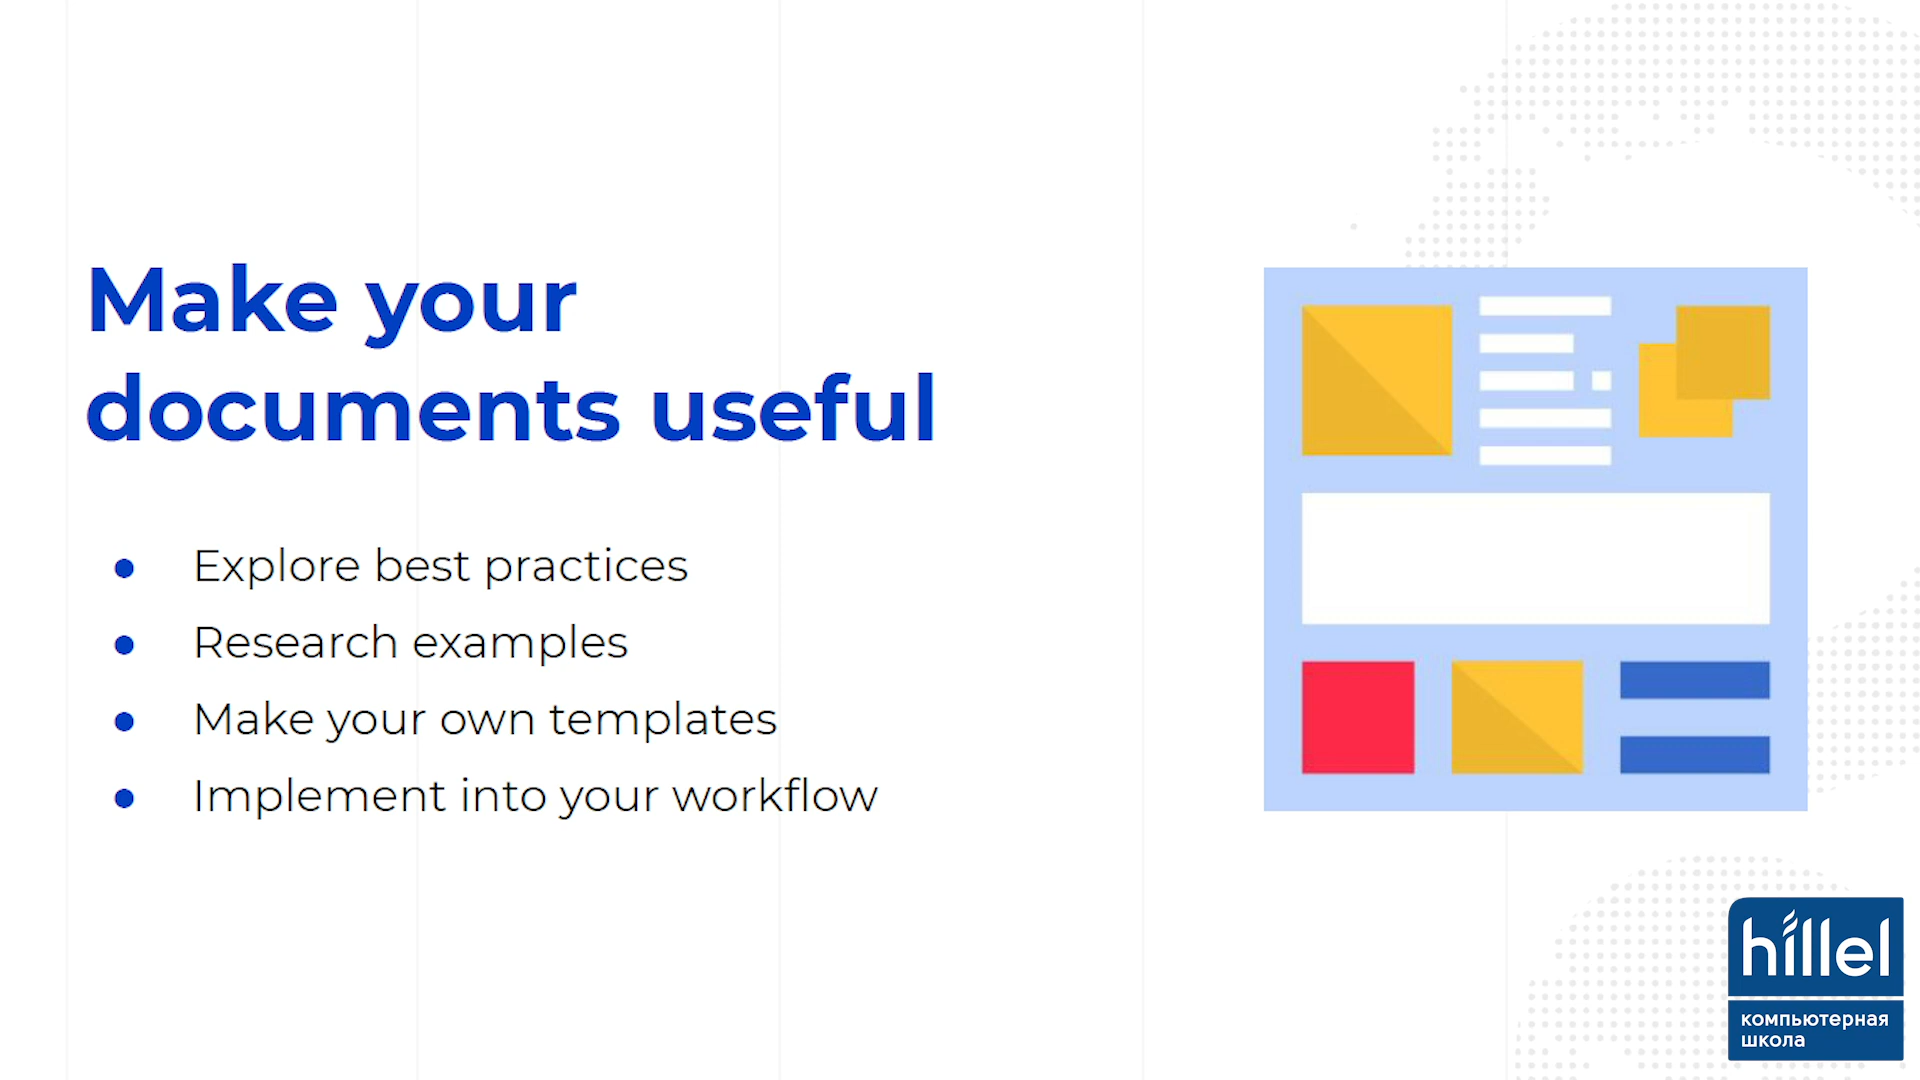 Make your
documents useful
Explore best practices
Research examples
Make your own templates
Implement into your workflow
hillel
компьютерная
школа